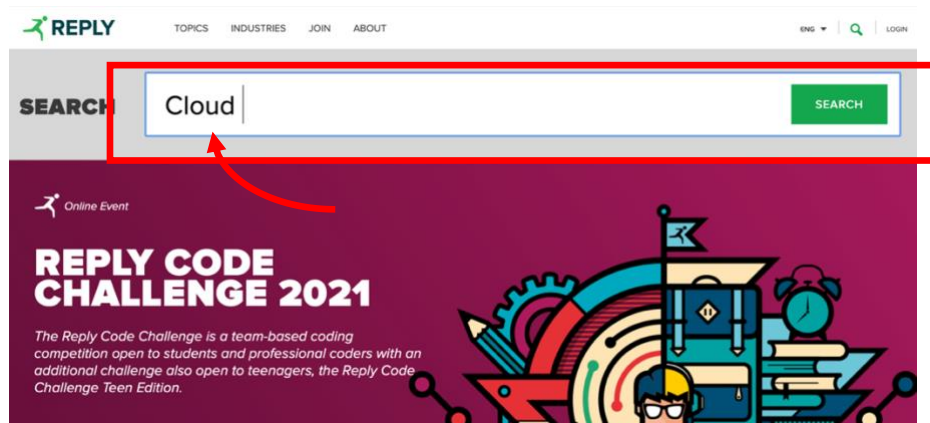 REPLY TOPICS INDUSTRIES JOIN ABOUT ENG LOGIN
SEARCH Cloud SEARCH
Online Event
REPLY CODE
CHALLENGE 2021
The Reply Code Challenge is a team-based coding
competition open to students and professional coders with an
additional challenge also open to teenagers, the Reply Code
Challenge Teen Edition.